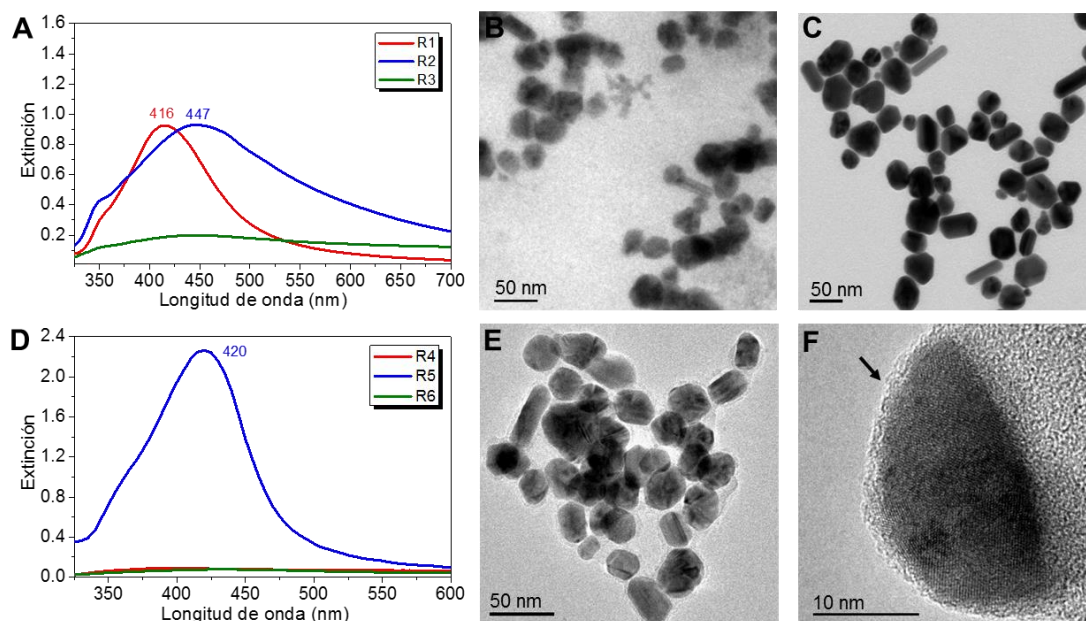 A
Extinción
1.6
1.4
1.2
1.0
0.8
0.6
0.4
0.2
416
447
R1
R2
R3
350 400 450 500 550 600 650 700
Longitud de onda (nm)
B
50 nm
C
50 nm
D
Extinción
2.4
2.0
1.6
1.2
0.8
0.4
0.0
420
R4
R5
R6
350 400 450 500 550 600
Longitud de onda (nm)
E
50 nm
F
10 nm